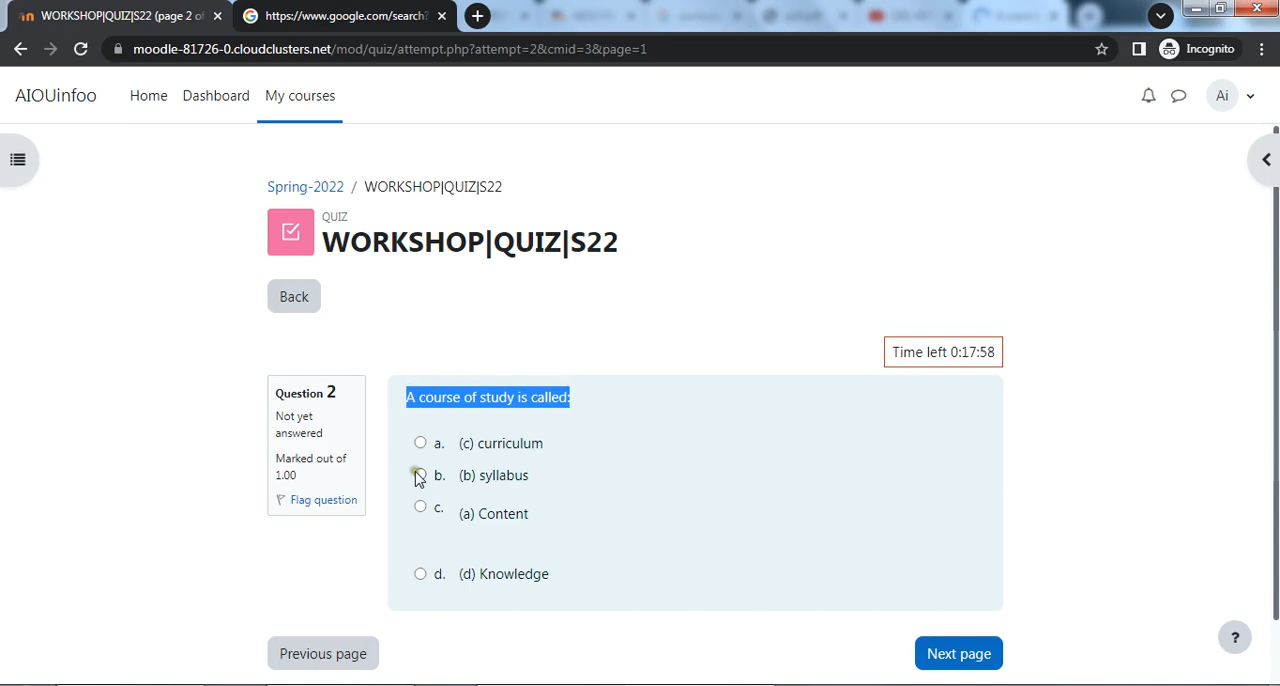 WORKSHOP|QUIZ|S22 (page 2 of
https://www.google.com/search?
moodle-81726-0.cloudclusters.net/mod/quiz/attempt.php?attempt=2&cmid=3&page=1
Incognito
AIOUinfoo
Home
Dashboard
My courses
Ai
Spring-2022 / WORKSHOP|QUIZ|S22
QUIZ
WORKSHOP|QUIZ|S22
Back
Time left 0:17:58
Question 2
Not yet
answered
Marked out of
1.00
Flag question
A course of study is called:
a. (c) curriculum
b. (b) syllabus
c. (a) Content
d. (d) Knowledge
Previous page
Next page
?